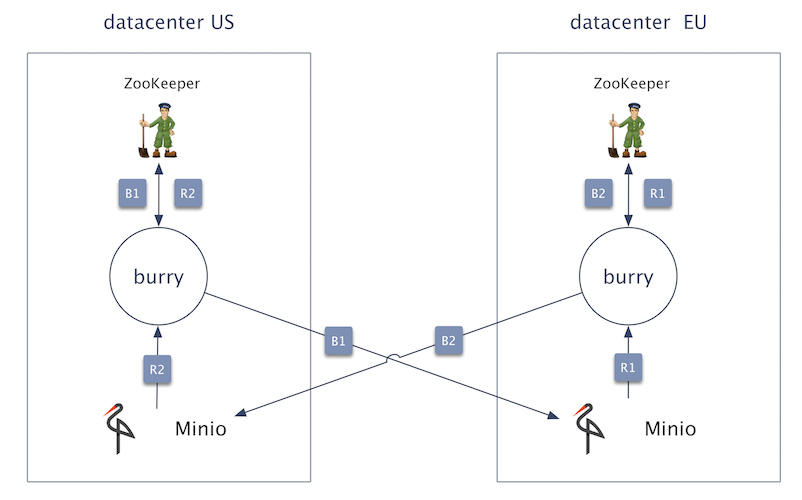 datacenter US
datacenter EU
ZooKeeper
ZooKeeper
B1
R2
B2
R1
burry
burry
B1
B2
R2
R1
Minio
Minio